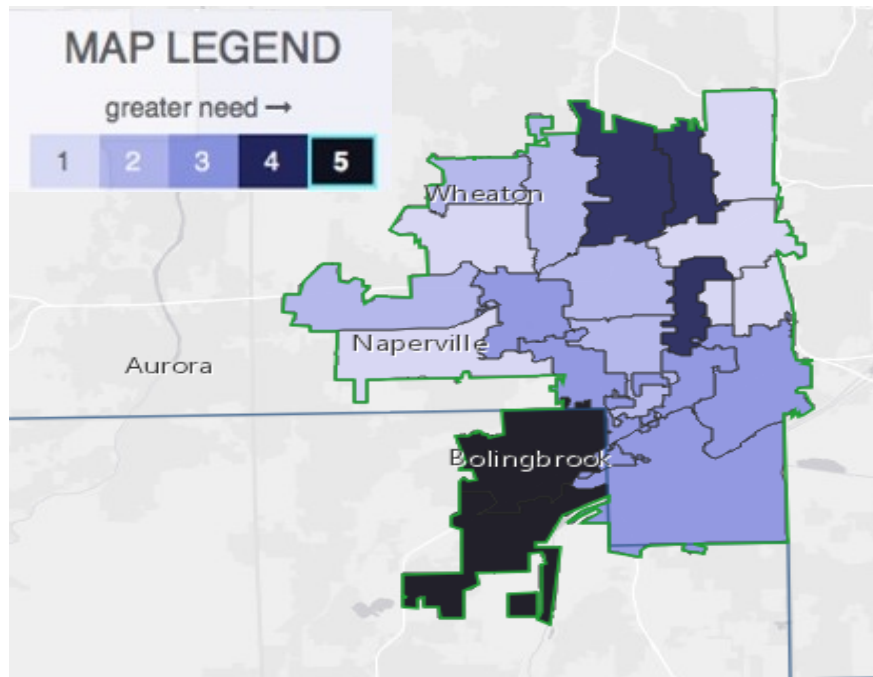 MAP LEGEND
greater need →
1 2 3 4 5
Wheaton
Naperville
Aurora
Bolingbrook